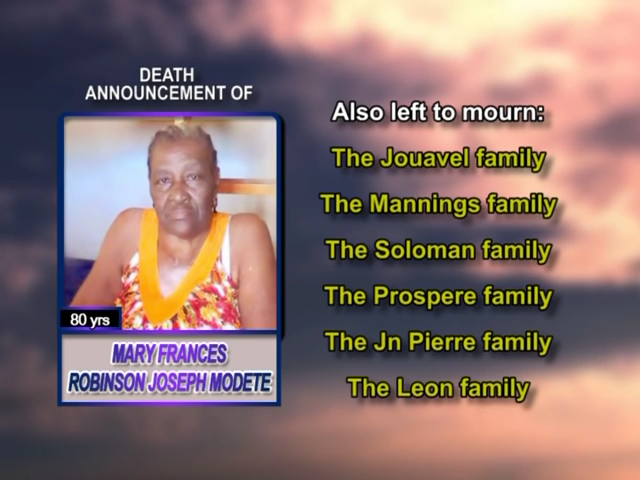 DEATH
ANNOUNCEMENT OF
80 yrs
MARY FRANCES
ROBINSON JOSEPH MODETE
Also left to mourn:
The Jouavel family
The Mannings family
The Soloman family
The Prospere family
The Jn Pierre family
The Leon family